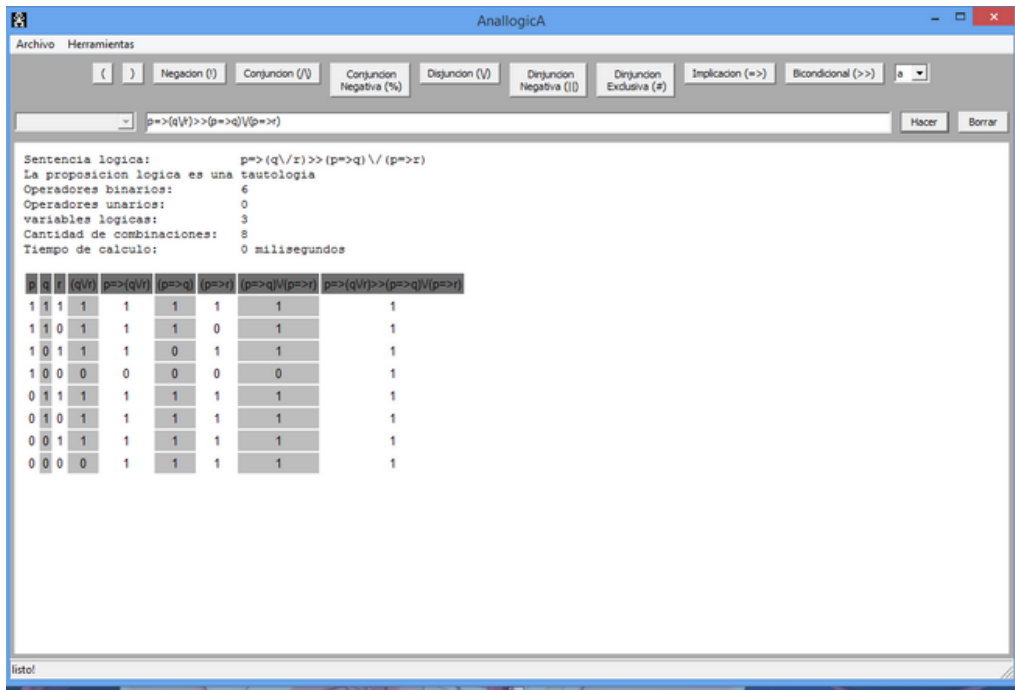 AnallogicA
Archivo Herramientas
( ) Negacion (!) Conjuncion (/\) Conjuncion Negativa (%) Disjuncion (\/) Dinjuncion Negativa (||) Dinjuncion Exclusiva (#) Implicacion (=>) Bicondicional (>>) a
p=>(q\/r)>>(p=>q)\/(p=>r) Hacer Borrar
Sentencia logica: p=>(q\/r)>>(p=>q)\/(p=>r)
La proposicion logica es una tautologia
Operadores binarios: 6
Operadores unarios: 0
variables logicas: 3
Cantidad de combinaciones: 8
Tiempo de calculo: 0 milisegundos
p q r (q\/r) p=>(q\/r) (p=>q) (p=>r) (p=>q)\/(p=>r) p=>(q\/r)>>(p=>q)\/(p=>r)
1 1 1 1 1 1 1 1 1
1 1 0 1 1 1 0 1 1
1 0 1 1 1 0 1 1 1
1 0 0 0 0 0 0 0 1
0 1 1 1 1 1 1 1 1
0 1 0 1 1 1 1 1 1
0 0 1 1 1 1 1 1 1
0 0 0 0 1 1 1 1 1
listo!